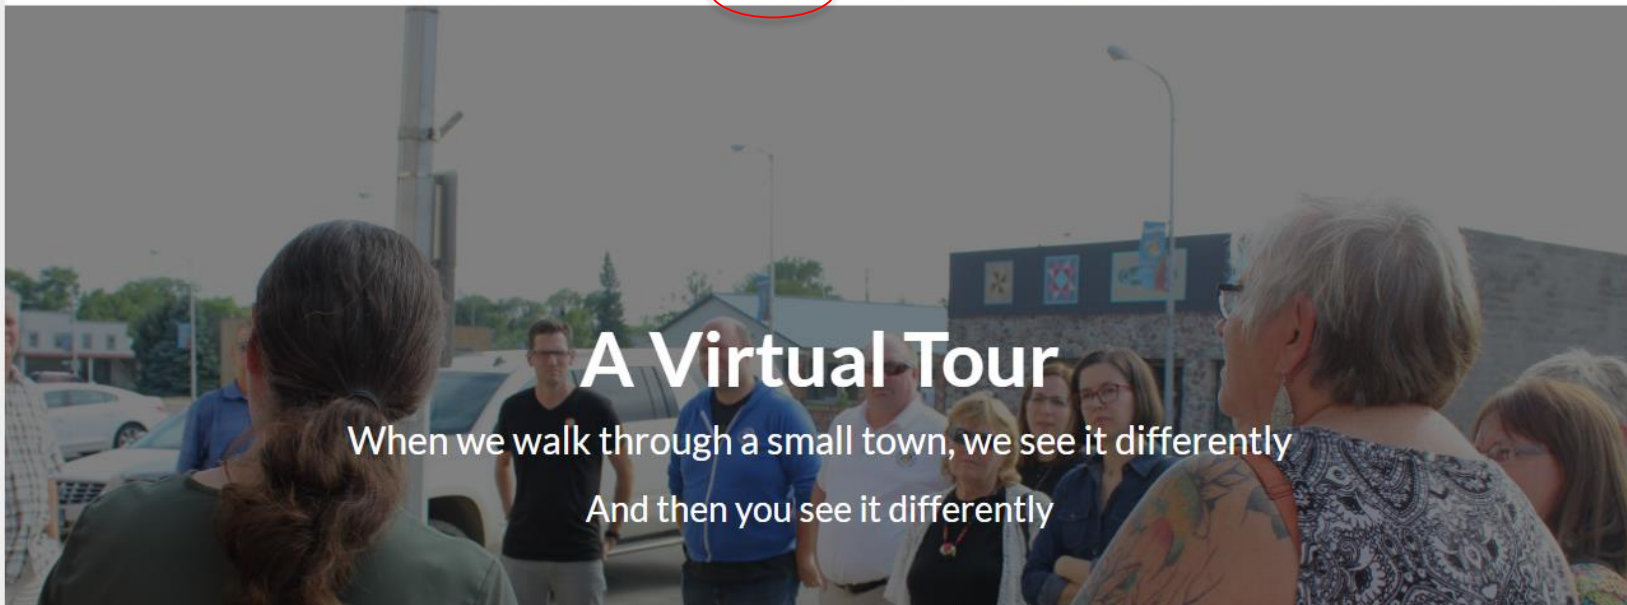 A Virtual Tour
When we walk through a small town, we see it differently
And then you see it differently